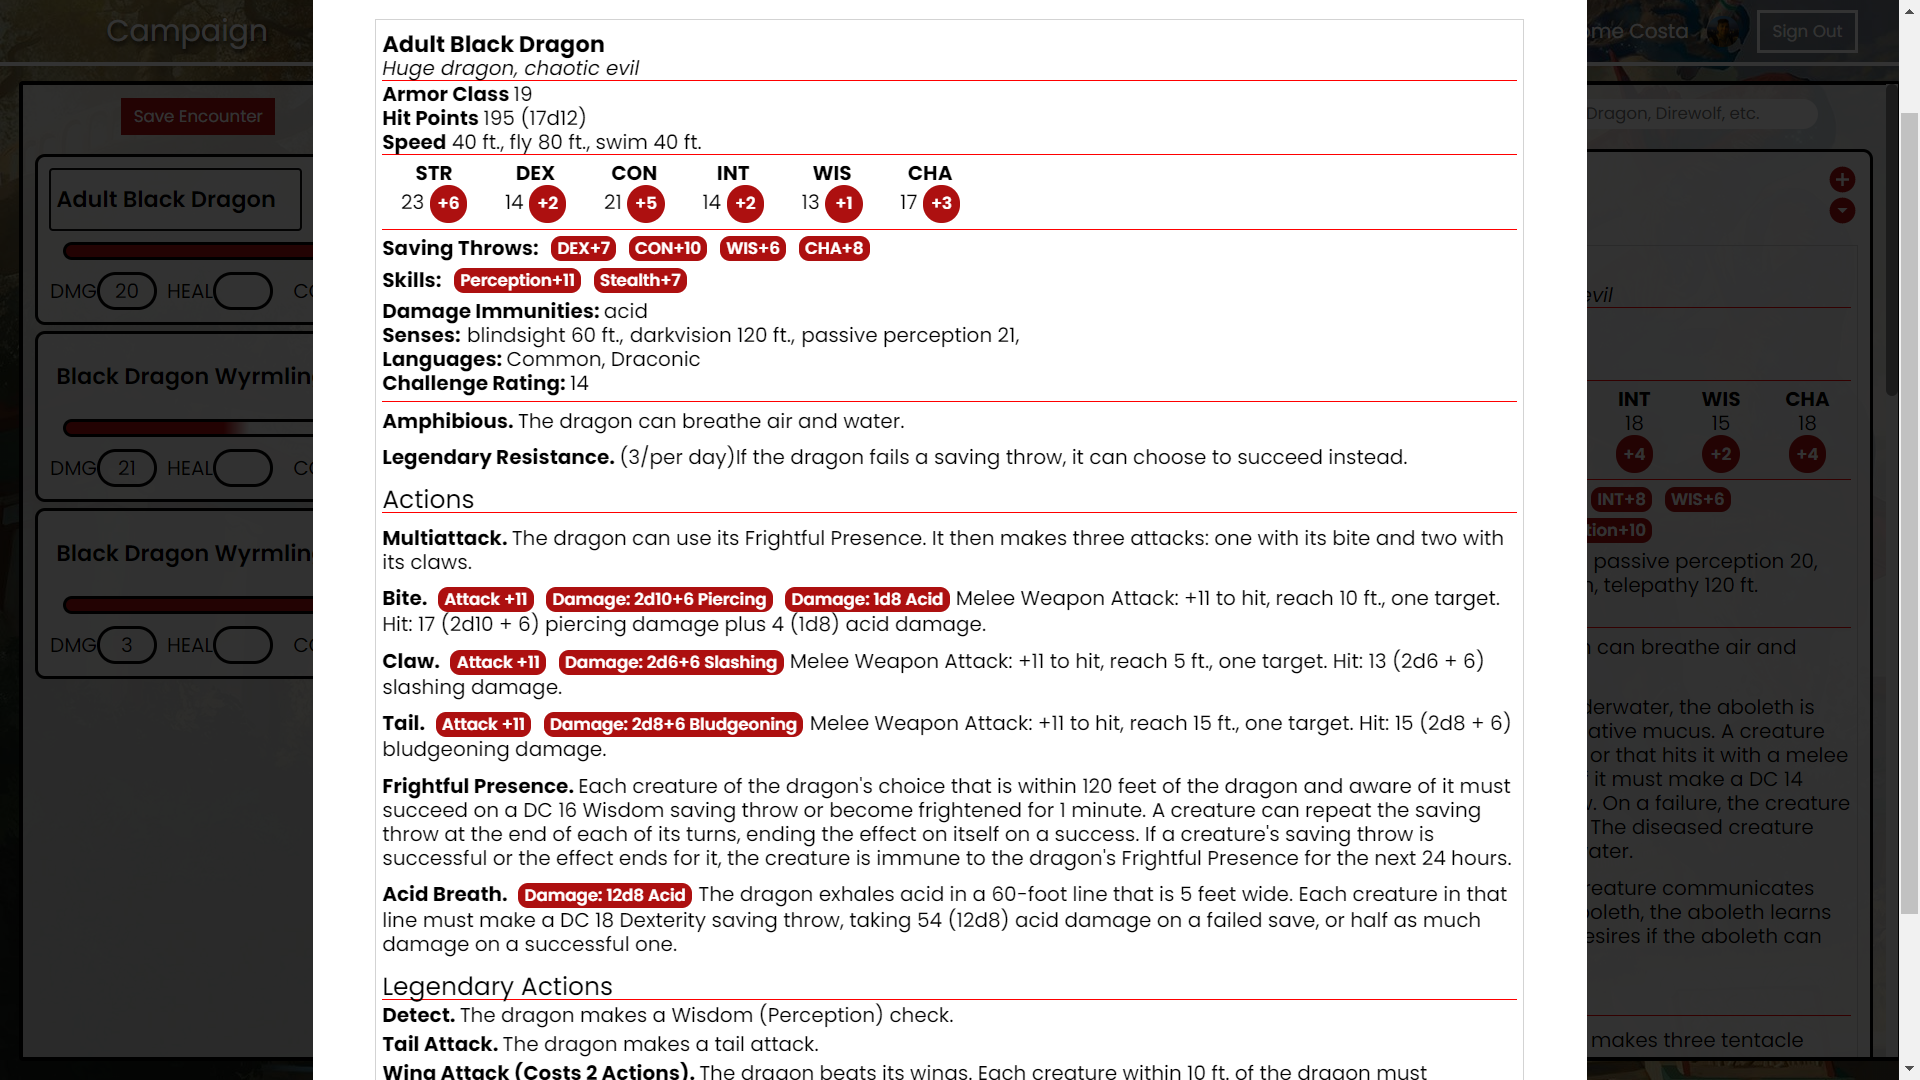 Campaign
ome Costa
Sign Out
Save Encounter
Dragon, Direwolf, etc.
Adult Black Dragon
DMG 20 HEAL
Black Dragon Wyrmlin
DMG 21 HEAL
Black Dragon Wyrmlin
DMG 3 HEAL
Adult Black Dragon
Huge dragon, chaotic evil
Armor Class 19
Hit Points 195 (17d12)
Speed 40 ft., fly 80 ft., swim 40 ft.
STR DEX CON INT WIS CHA
23 +6 14 +2 21 +5 14 +2 13 +1 17 +3
Saving Throws: DEX+7 CON+10 WIS+6 CHA+8
Skills: Perception+11 Stealth+7
Damage Immunities: acid
Senses: blindsight 60 ft., darkvision 120 ft., passive perception 21,
Languages: Common, Draconic
Challenge Rating: 14
Amphibious. The dragon can breathe air and water.
Legendary Resistance. (3/per day)If the dragon fails a saving throw, it can choose to succeed instead.
Actions
Multiattack. The dragon can use its Frightful Presence. It then makes three attacks: one with its bite and two with
its claws.
Bite. Attack +11 Damage: 2d10+6 Piercing Damage: 1d8 Acid Melee Weapon Attack: +11 to hit, reach 10 ft., one target.
Hit: 17 (2d10 + 6) piercing damage plus 4 (1d8) acid damage.
Claw. Attack +11 Damage: 2d6+6 Slashing Melee Weapon Attack: +11 to hit, reach 5 ft., one target. Hit: 13 (2d6 + 6)
slashing damage.
Tail. Attack +11 Damage: 2d8+6 Bludgeoning Melee Weapon Attack: +11 to hit, reach 15 ft., one target. Hit: 15 (2d8 + 6)
bludgeoning damage.
Frightful Presence. Each creature of the dragon's choice that is within 120 feet of the dragon and aware of it must
succeed on a DC 16 Wisdom saving throw or become frightened for 1 minute. A creature can repeat the saving
throw at the end of each of its turns, ending the effect on itself on a success. If a creature's saving throw is
successful or the effect ends for it, the creature is immune to the dragon's Frightful Presence for the next 24 hours.
Acid Breath. Damage: 12d8 Acid The dragon exhales acid in a 60-foot line that is 5 feet wide. Each creature in that
line must make a DC 18 Dexterity saving throw, taking 54 (12d8) acid damage on a failed save, or half as much
damage on a successful one.
Legendary Actions
Detect. The dragon makes a Wisdom (Perception) check.
Tail Attack. The dragon makes a tail attack.
Wing Attack (Costs 2 Actions). The dragon beats its wings. Each creature within 10 ft. of the dragon must
evil
INT WIS CHA
18 15 18
+4 +2 +4
INT+8 WIS+6
tion+10
passive perception 20,
telepathy 120 ft.
can breathe air and
derwater, the aboleth is
ative mucus. A creature
or that hits it with a melee
it must make a DC 14
. On a failure, the creature
The diseased creature
ater.
reature communicates
boleth, the aboleth learns
esires if the aboleth can
makes three tentacle